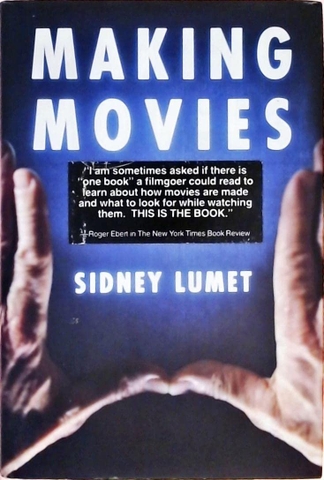 MAKING
MOVIES
"I am sometimes asked if there is
"one book" a filmgoer could read to
learn about how movies are made
and what to look for while watching
them. THIS IS THE BOOK."
—Roger Ebert in The New York Times Book Review
SIDNEY LUMET